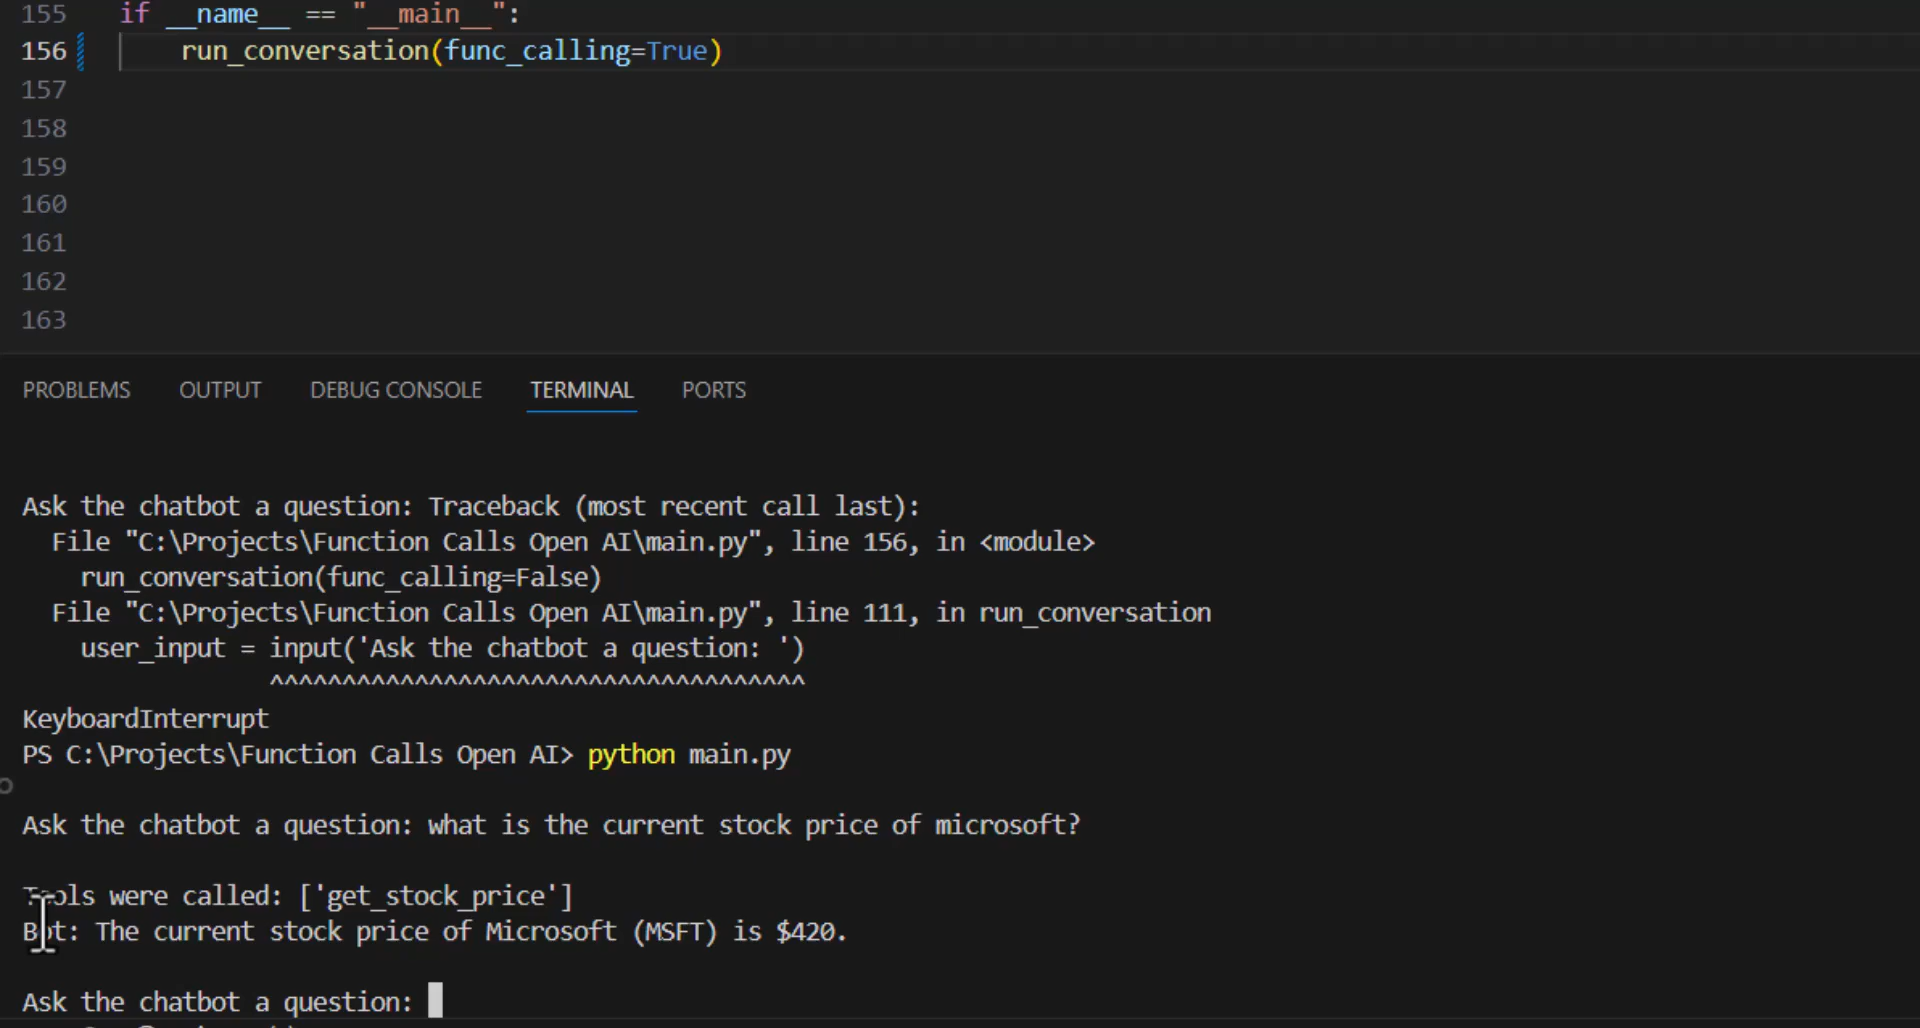 155 if __name__ == "__main__":
156 run_conversation(func_calling=True)
157
158
159
160
161
162
163
PROBLEMS OUTPUT DEBUG CONSOLE TERMINAL PORTS
Ask the chatbot a question: Traceback (most recent call last):
File "C:\Projects\Function Calls Open AI\main.py", line 156, in <module>
run_conversation(func_calling=False)
File "C:\Projects\Function Calls Open AI\main.py", line 111, in run_conversation
user_input = input('Ask the chatbot a question: ')
^^^^^^^^^^^^^^^^^^^^^^^^^^^^^^^^^^^^^
KeyboardInterrupt
PS C:\Projects\Function Calls Open AI> python main.py
Ask the chatbot a question: what is the current stock price of microsoft?
Tools were called: ['get_stock_price']
Bot: The current stock price of Microsoft (MSFT) is $420.
Ask the chatbot a question: